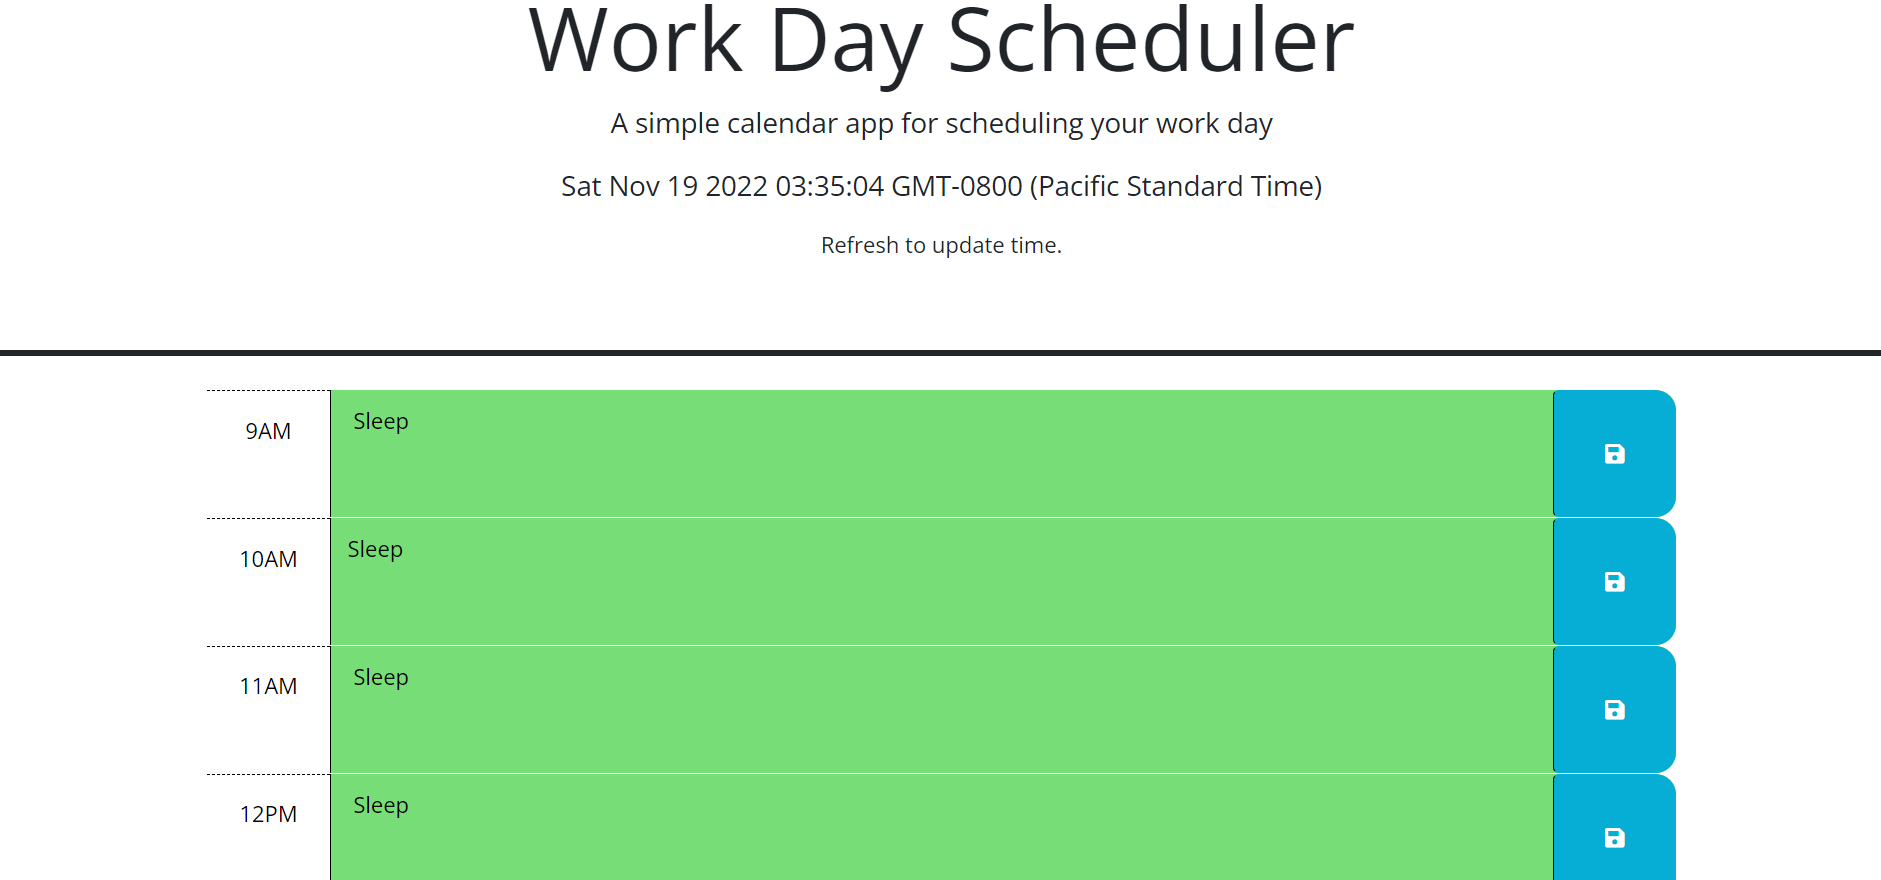 Work Day Scheduler
A simple calendar app for scheduling your work day
Sat Nov 19 2022 03:35:04 GMT-0800 (Pacific Standard Time)
Refresh to update time.
9AM Sleep
10AM Sleep
11AM Sleep
12PM Sleep